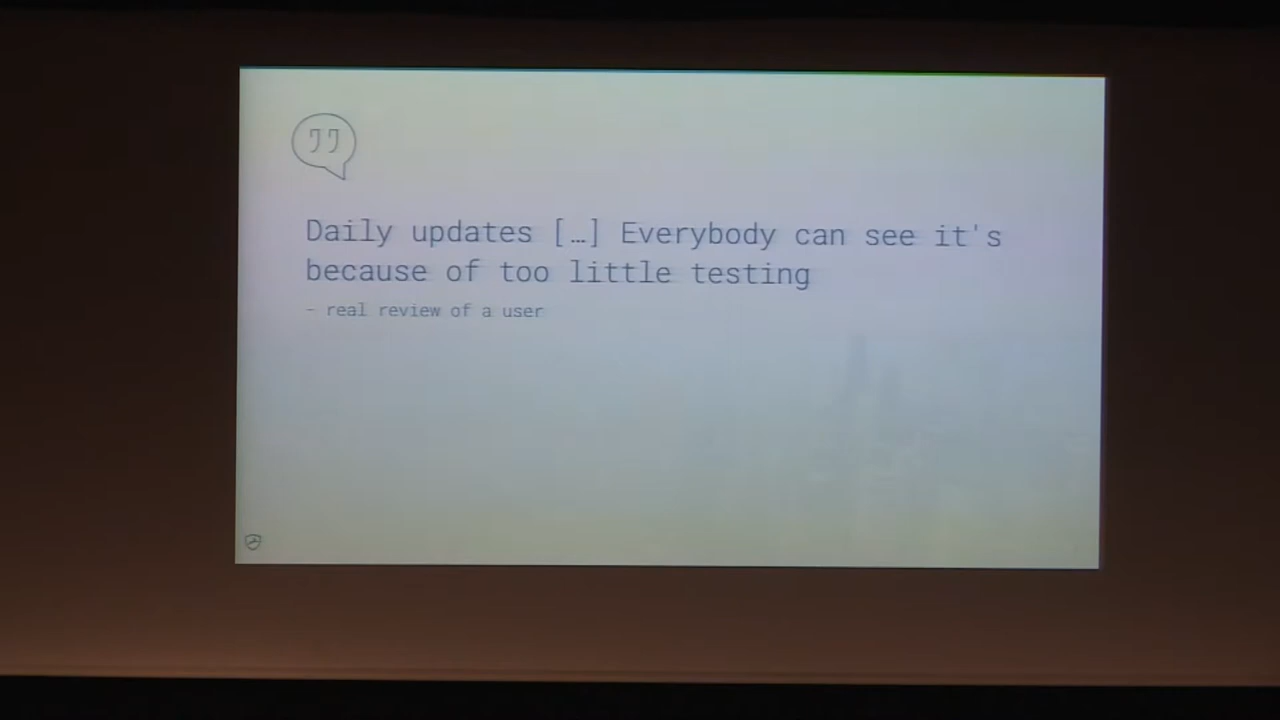 Daily updates […] Everybody can see it's
because of too little testing
– real review of a user